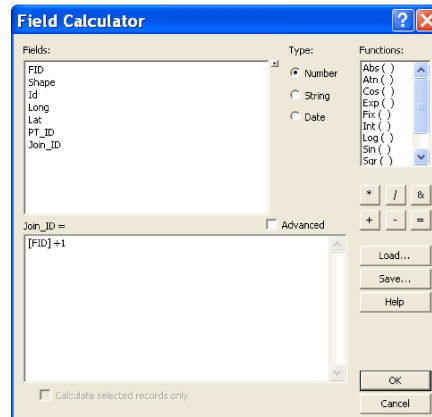 Field Calculator
Fields:
Type:
Functions:
FID
Shape
Id
Long
Lat
PT_ID
Join_ID
Number
String
Date
Abs ( )
Atn ( )
Cos ( )
Exp ( )
Fix ( )
Int ( )
Log ( )
Sin ( )
Sqr ( )
* / &
+ - =
Join_ID =
Advanced
[FID] +1
Load...
Save...
Help
Calculate selected records only
OK
Cancel